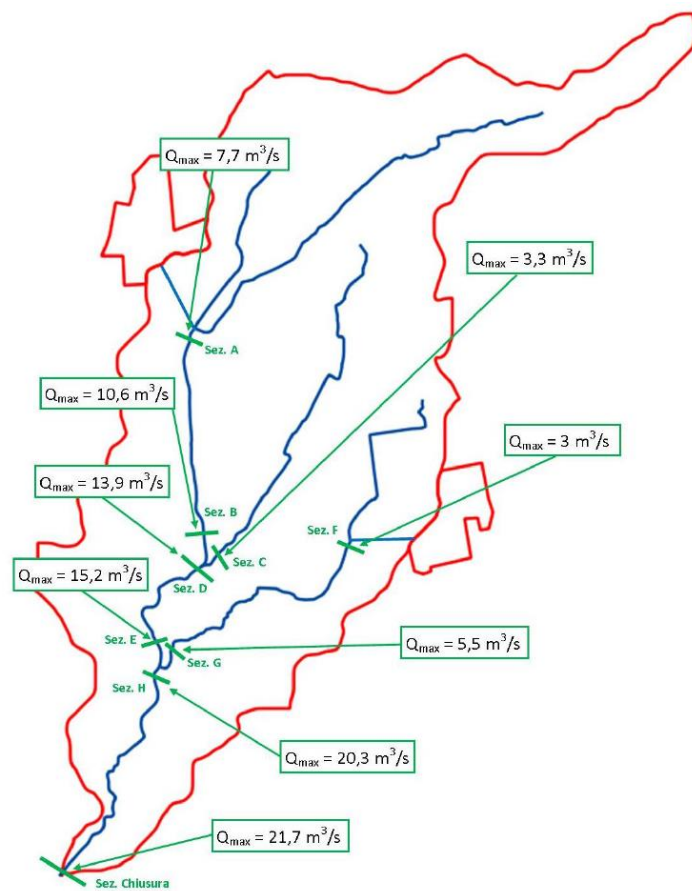 Qmax = 7,7 m³/s
Qmax = 3,3 m³/s
Sez. A
Qmax = 10,6 m³/s
Qmax = 3 m³/s
Qmax = 13,9 m³/s
Sez. B
Sez. F
Sez. C
Qmax = 15,2 m³/s
Sez. D
Sez. E
Qmax = 5,5 m³/s
Sez. G
Sez. H
Qmax = 20,3 m³/s
Qmax = 21,7 m³/s
Sez. Chiusura